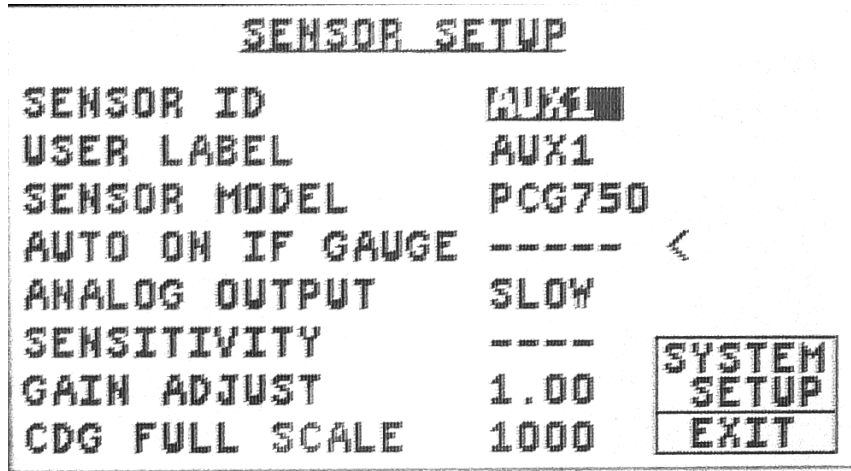 SENSOR SETUP
SENSOR ID AUX1
USER LABEL AUX1
SENSOR MODEL PCG750
AUTO ON IF GAUGE ----- <
ANALOG OUTPUT SLOW
SENSITIVITY ----
GAIN ADJUST 1.00
CDG FULL SCALE 1000
SYSTEM
SETUP
EXIT